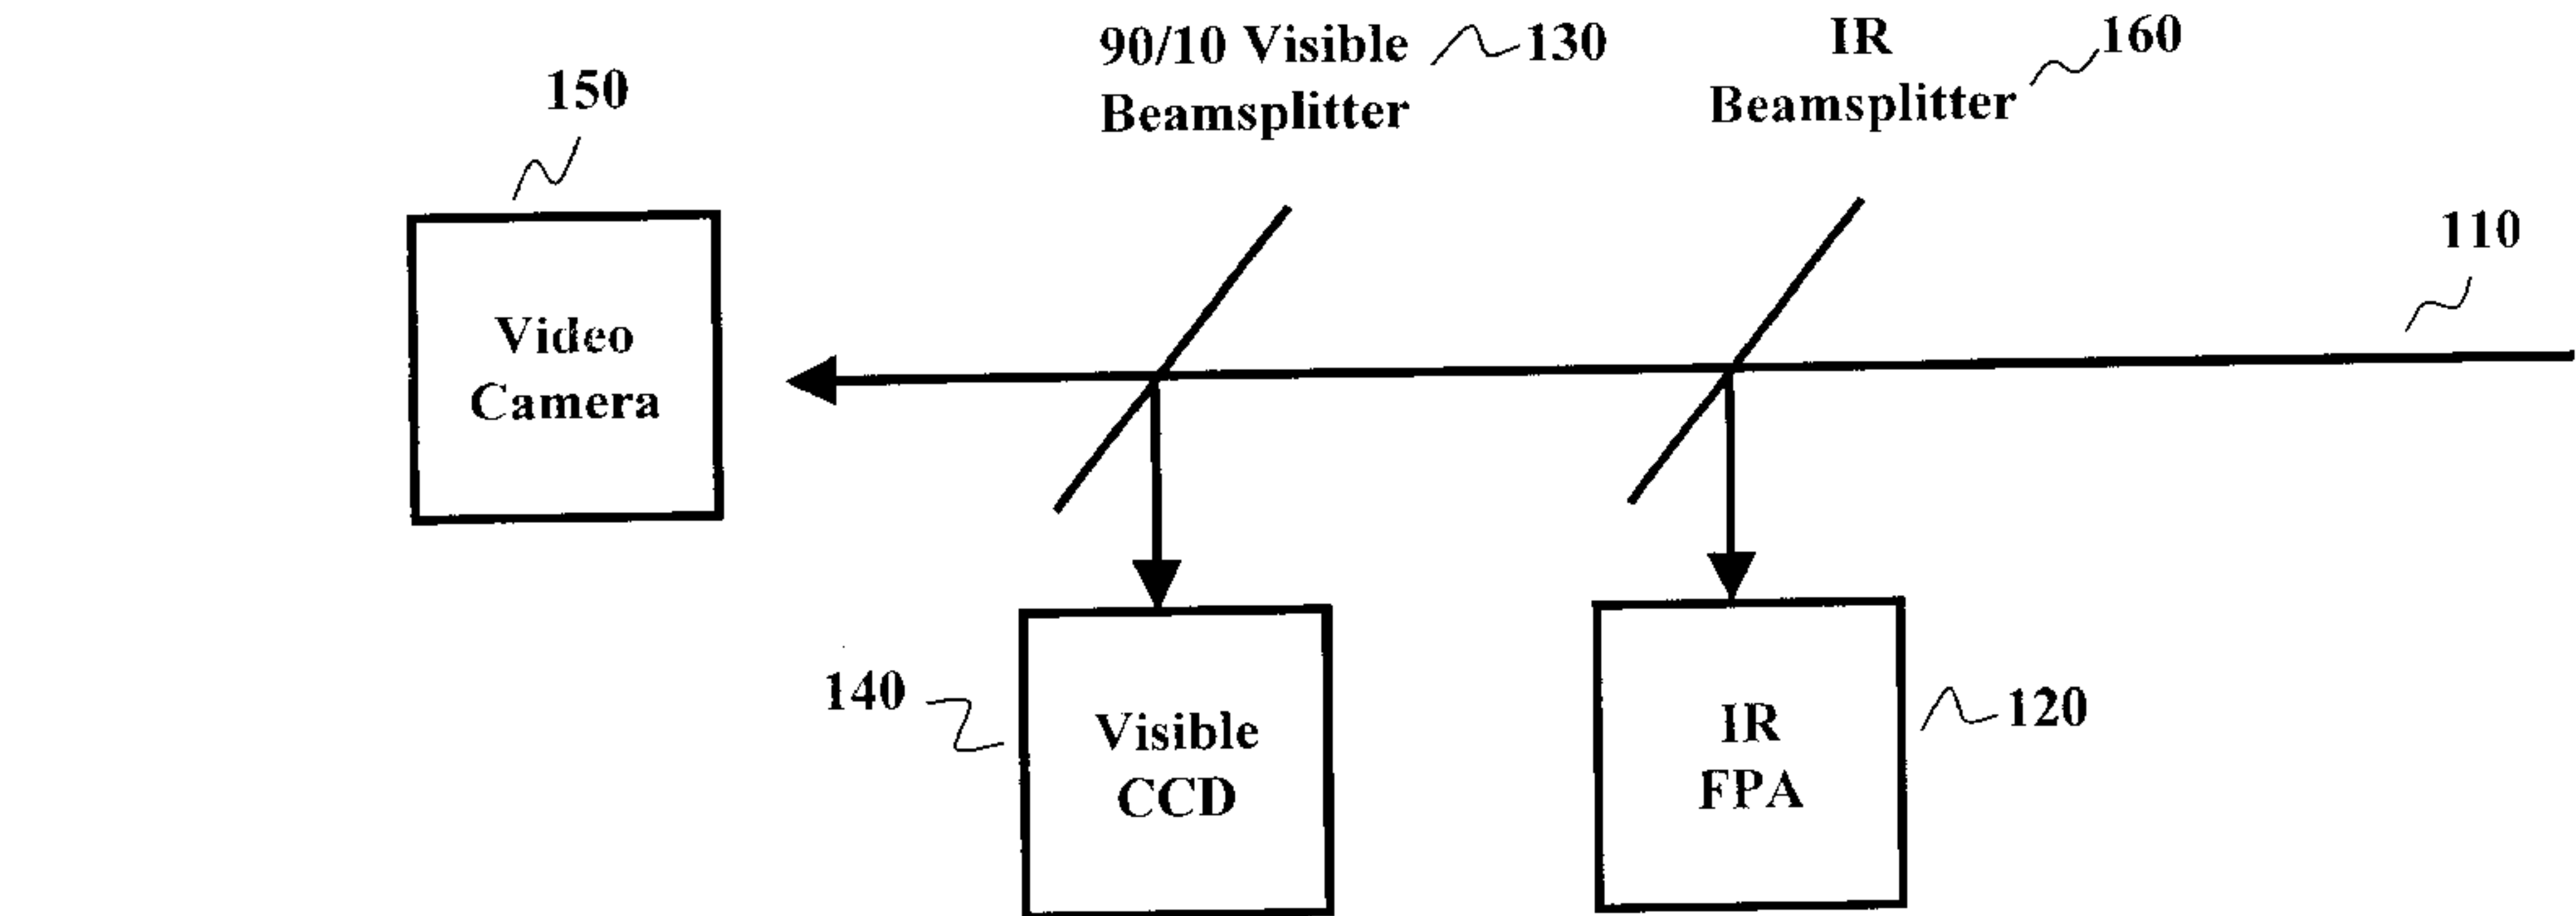 90/10 Visible
Beamsplitter
130
IR
Beamsplitter
160
150
110
Video
Camera
140
Visible
CCD
IR
FPA
120